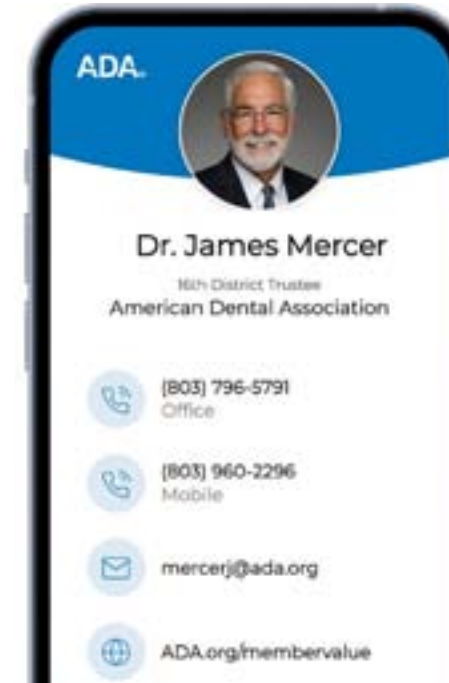 ADA.
Dr. James Mercer
16th District Trustee
American Dental Association
(803) 796-5791
Office
(803) 960-2296
Mobile
mercerj@ada.org
ADA.org/membervalue